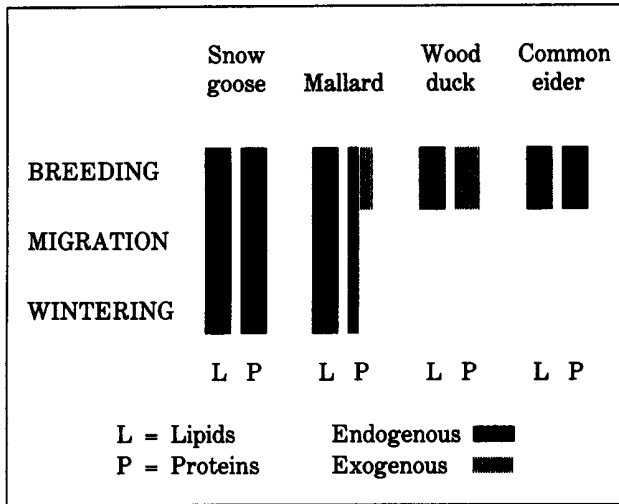 Snow goose Mallard Wood duck Common eider
BREEDING
MIGRATION
WINTERING
L P L P L P L P
L = Lipids Endogenous
P = Proteins Exogenous